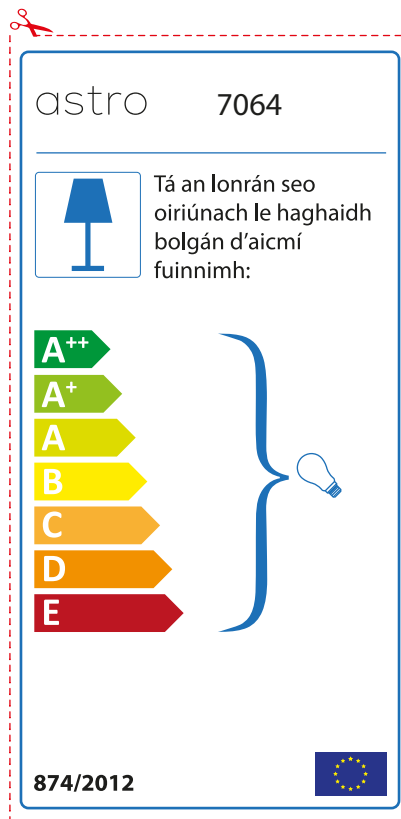 astro 7064
Tá an lonrán seo
oiriúnach le haghaidh
bolgán d'aicmí
fuinnimh:
A++
A+
A
B
C
D
E
874/2012